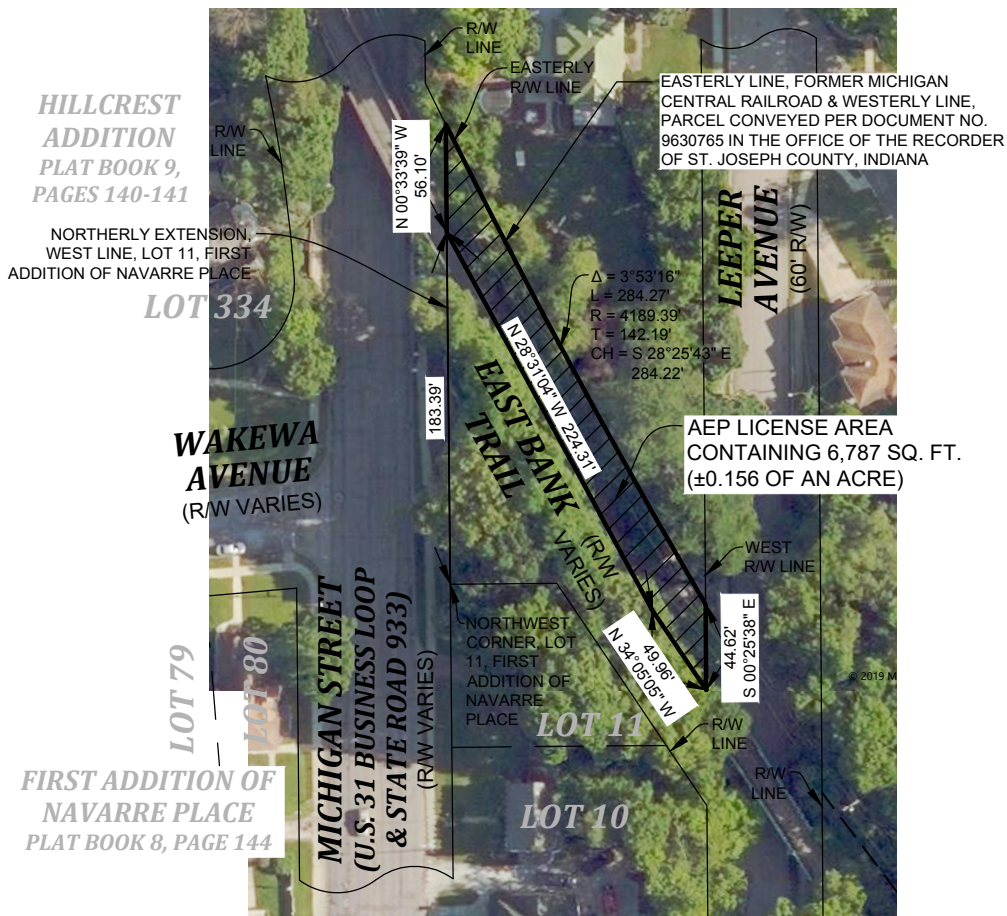 R/W
LINE
EASTERLY
R/W LINE
EASTERLY LINE, FORMER MICHIGAN
CENTRAL RAILROAD & WESTERLY LINE,
PARCEL CONVEYED PER DOCUMENT NO.
9630765 IN THE OFFICE OF THE RECORDER
OF ST. JOSEPH COUNTY, INDIANA
HILLCREST
ADDITION
PLAT BOOK 9,
PAGES 140-141
R/W
LINE
N 00°33'39" W
56.10'
NORTHERLY EXTENSION,
WEST LINE, LOT 11, FIRST
ADDITION OF NAVARRE PLACE
LOT 334
LEEPER
AVENUE
(60' R/W)
Δ = 3°53'16"
L = 284.27'
R = 4189.39'
T = 142.19'
CH = S 28°25'43" E
284.22'
N 28°31'04" W 224.31'
EAST BANK
TRAIL
(R/W
VARIES)
183.39'
AEP LICENSE AREA
CONTAINING 6,787 SQ. FT.
(±0.156 OF AN ACRE)
WAKEWA
AVENUE
(R/W VARIES)
WEST
R/W LINE
MICHIGAN STREET
(U.S. 31 BUSINESS LOOP
& STATE ROAD 933)
(R/W VARIES)
NORTHWEST
CORNER, LOT
11, FIRST
ADDITION OF
NAVARRE
PLACE
49.96'
N 34°05'05" W
44.62'
S 00°25'38" E
© 2019 M
LOT 79
LOT 80
LOT 11
R/W
LINE
R/W
LINE
FIRST ADDITION OF
NAVARRE PLACE
PLAT BOOK 8, PAGE 144
LOT 10